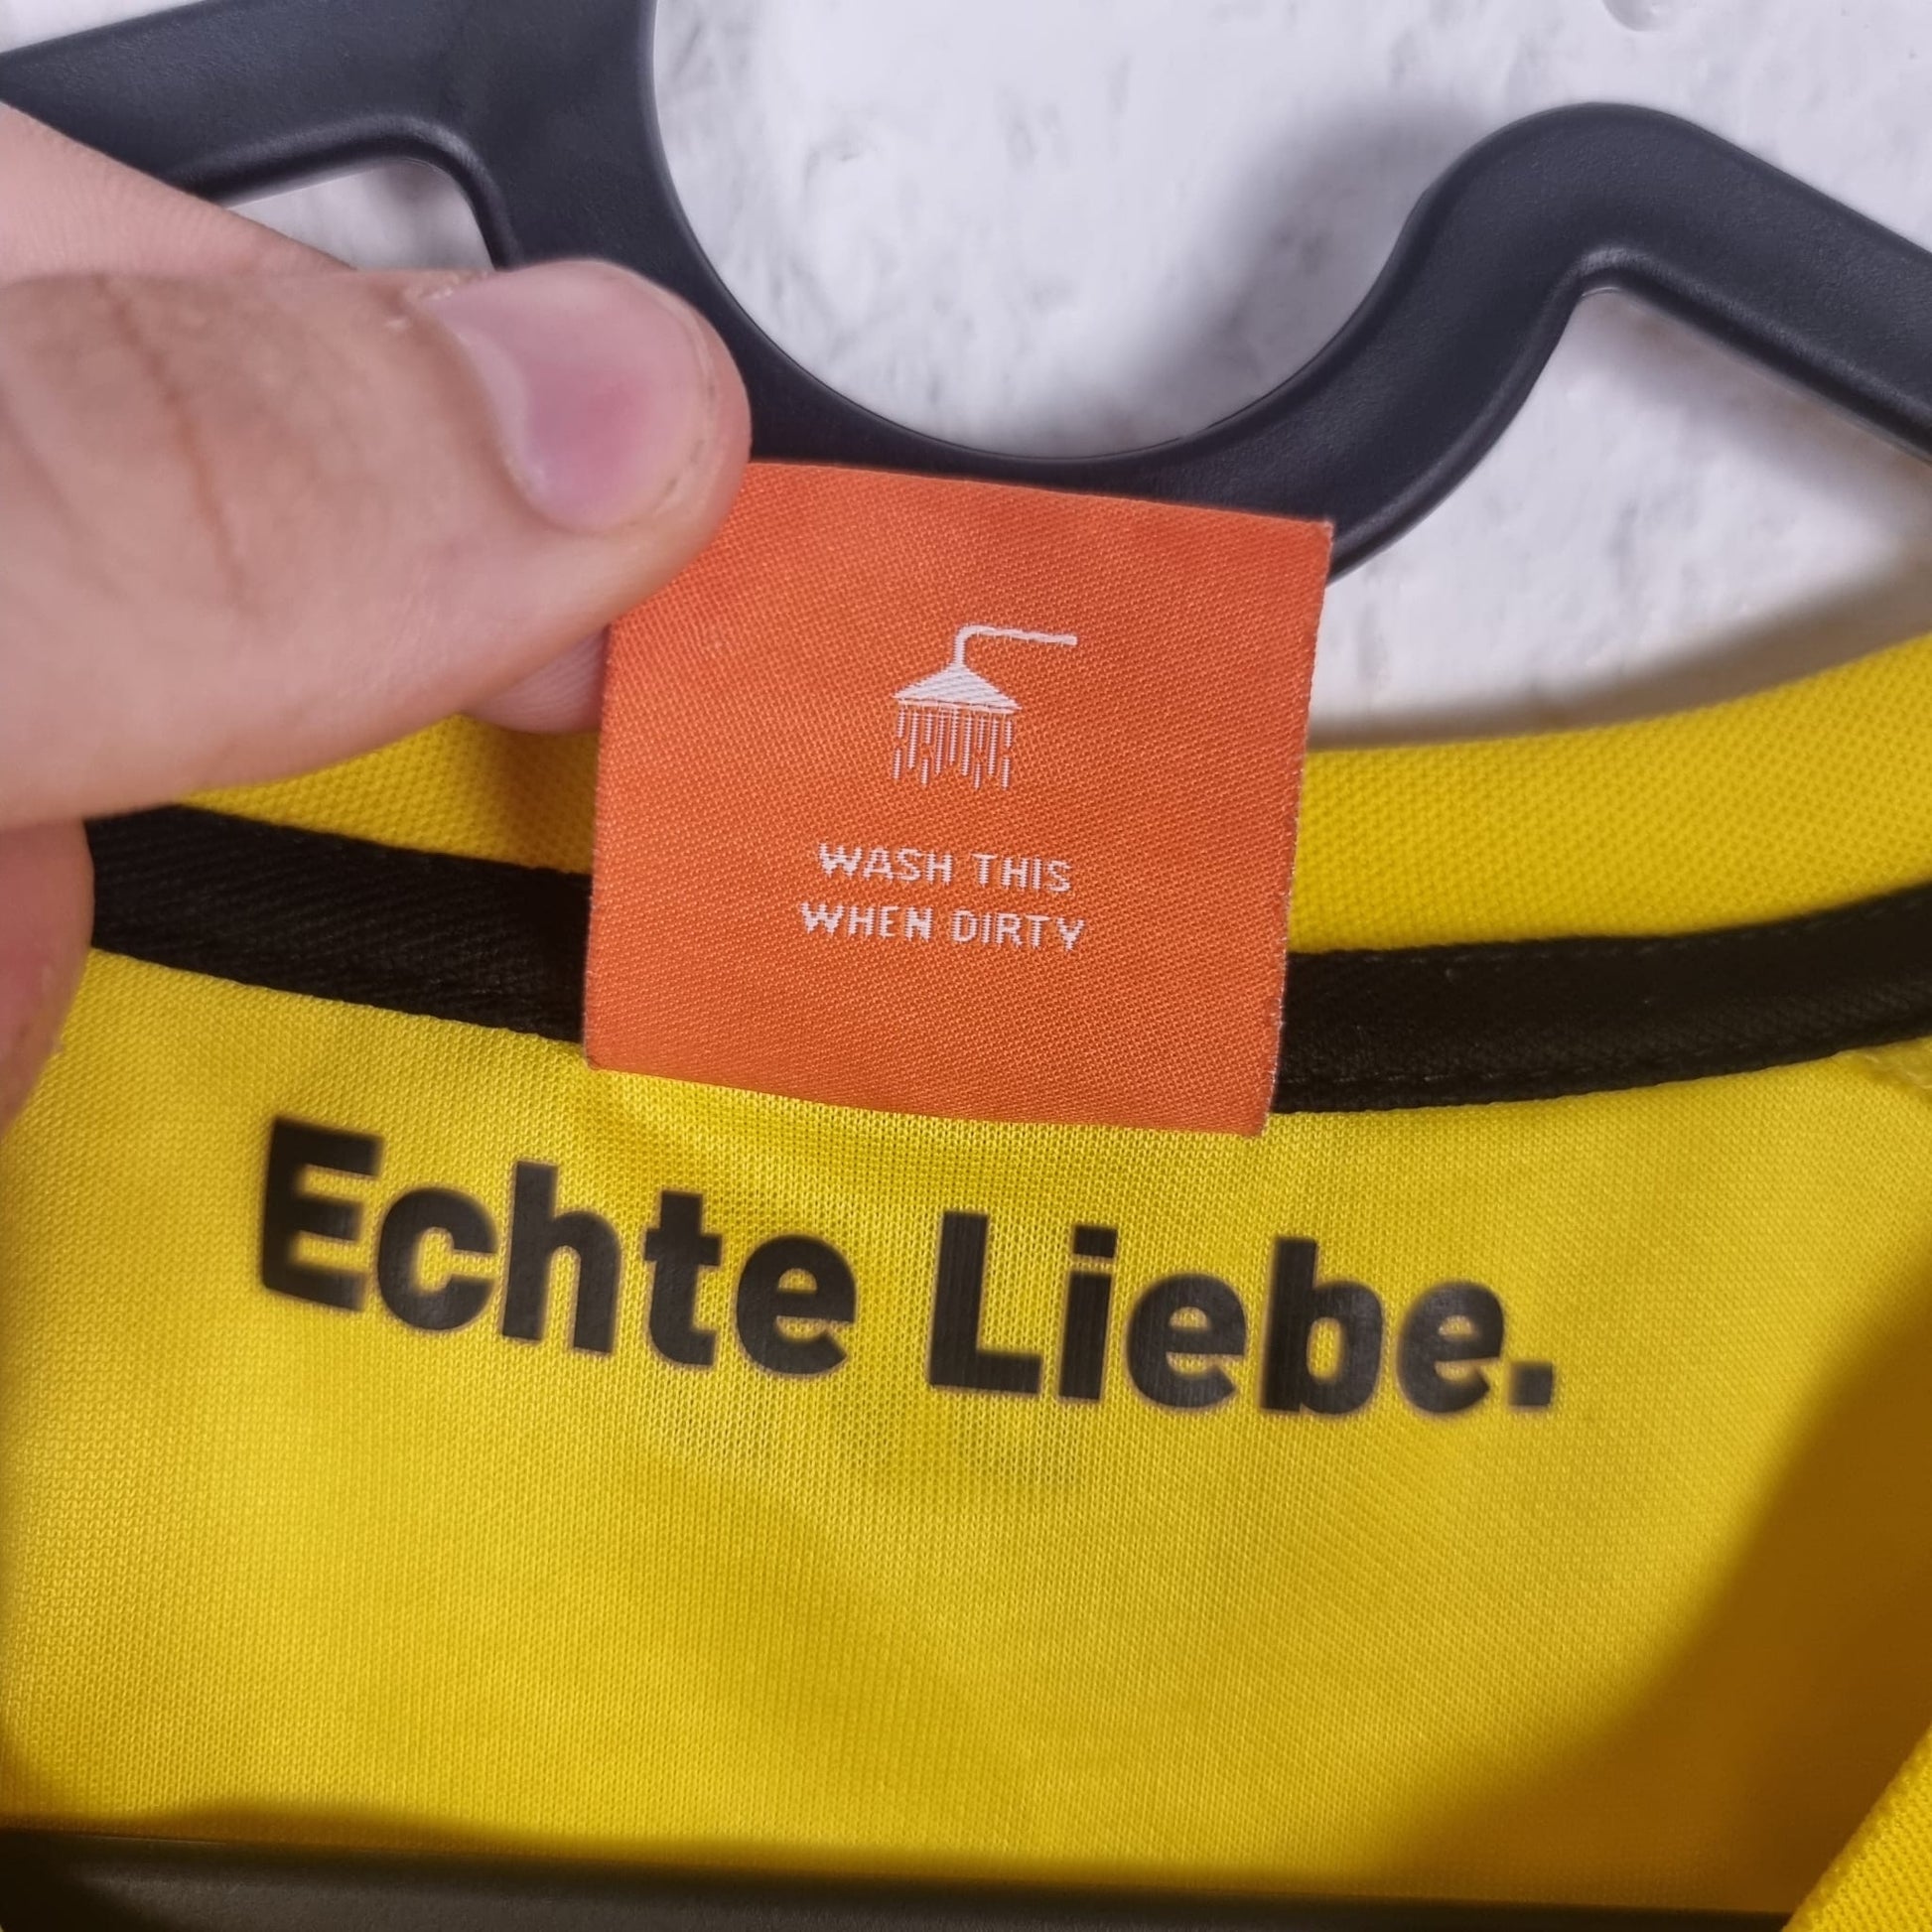 WASH THIS
WHEN DIRTY
Echte Liebe.